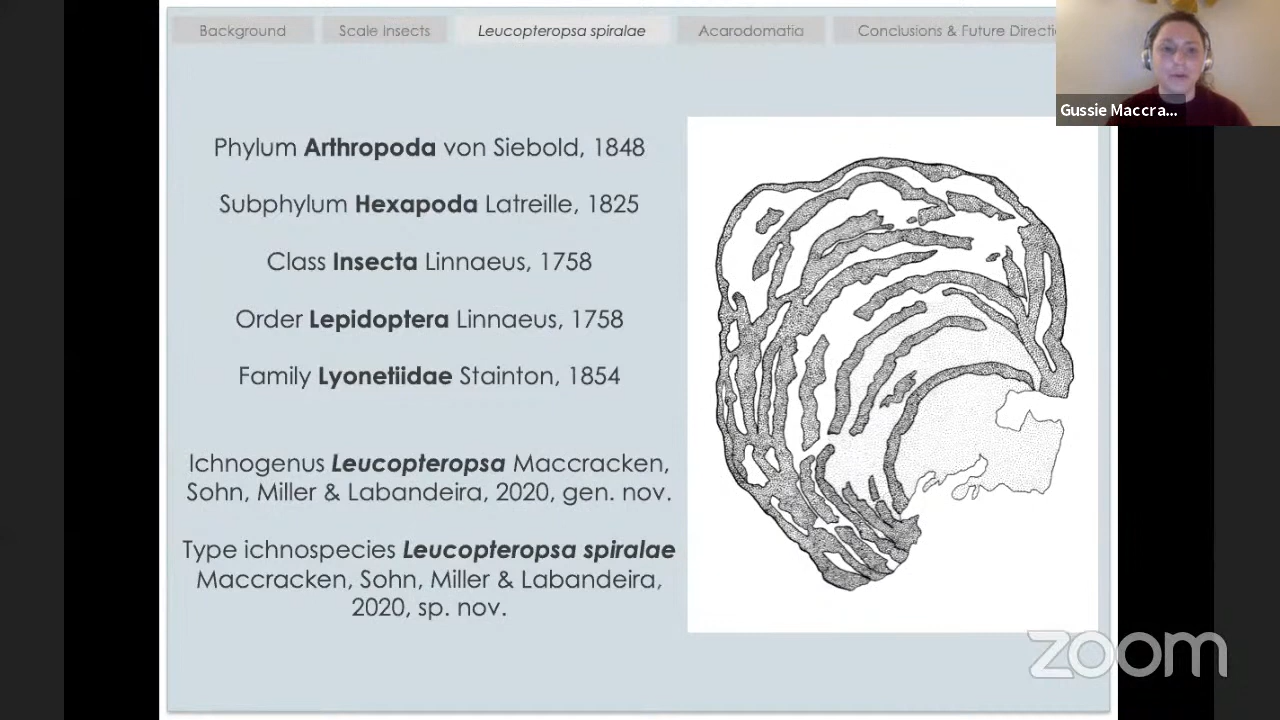 Background
Scale Insects
Leucopteropsa spiralae
Acarodomatia
Conclusions & Future Directi
Gussie Maccra...
Phylum Arthropoda von Siebold, 1848
Subphylum Hexapoda Latreille, 1825
Class Insecta Linnaeus, 1758
Order Lepidoptera Linnaeus, 1758
Family Lyonetiidae Stainton, 1854
Ichnogenus Leucopteropsa Maccracken,
Sohn, Miller & Labandeira, 2020, gen. nov.
Type ichnospecies Leucopteropsa spiralae
Maccracken, Sohn, Miller & Labandeira,
2020, sp. nov.
zoom